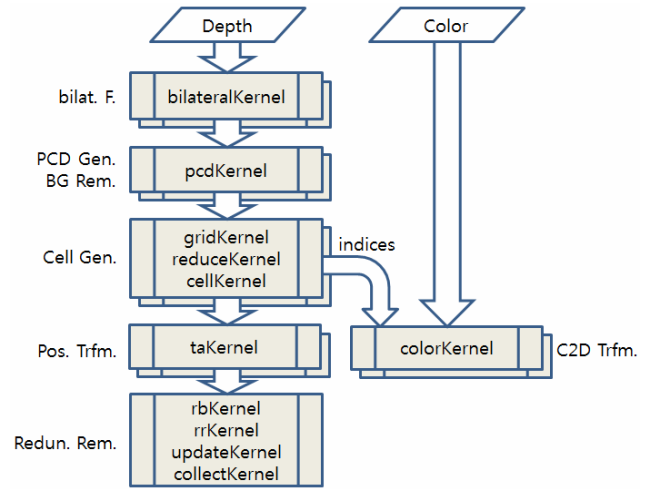 Depth
Color
bilat. F.
bilateralKernel
PCD Gen.
BG Rem.
pcdKernel
Cell Gen.
gridKernel
reduceKernel
cellKernel
indices
Pos. Trfm.
taKernel
colorKernel
C2D Trfm.
Redun. Rem.
rbKernel
rrKernel
updateKernel
collectKernel